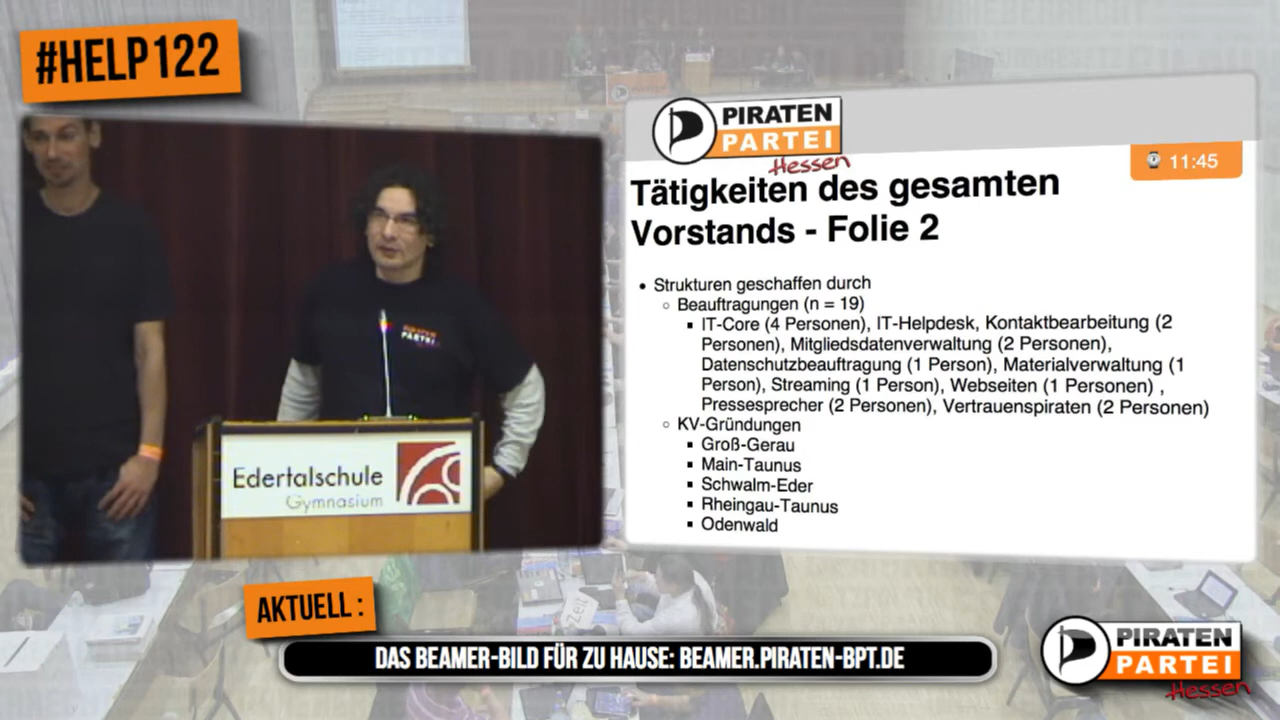 #HELP122
PIRATEN
PARTEI
Hessen
11:45
Tätigkeiten des gesamten
Vorstands - Folie 2
• Strukturen geschaffen durch
○ Beauftragungen (n = 19)
▪ IT-Core (4 Personen), IT-Helpdesk, Kontaktbearbeitung (2
Personen), Mitgliedsdatenverwaltung (2 Personen),
Datenschutzbeauftragung (1 Person), Materialverwaltung (1
Person), Streaming (1 Person), Webseiten (1 Personen) ,
Pressesprecher (2 Personen), Vertrauenspiraten (2 Personen)
○ KV-Gründungen
▪ Groß-Gerau
▪ Main-Taunus
▪ Schwalm-Eder
▪ Rheingau-Taunus
▪ Odenwald
PIRATEN
PARTEI
Edertalschule
Gymnasium
AKTUELL :
DAS BEAMER-BILD FÜR ZU HAUSE: BEAMER.PIRATEN-BPT.DE
PIRATEN
PARTEI
Hessen